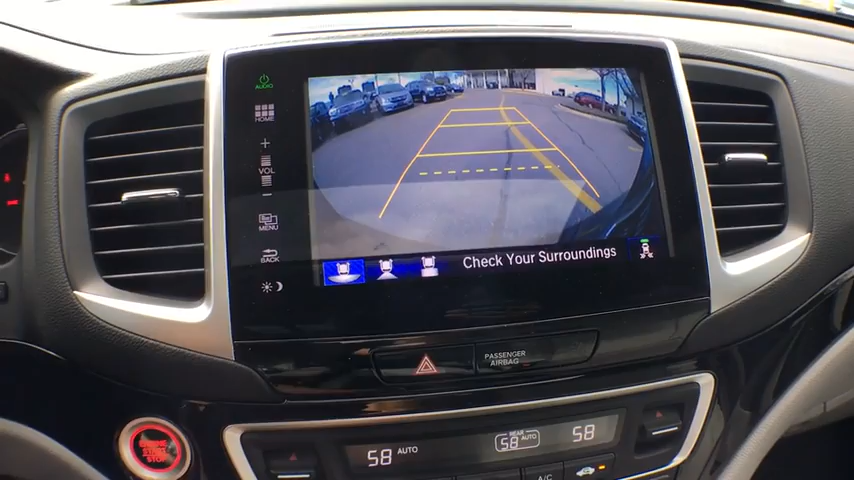 AUDIO
HOME
+
VOL
−
MENU
BACK
Check Your Surroundings
PASSENGER
AIRBAG
ENGINE
START
STOP
58 AUTO
REAR
58 AUTO
58
A/C